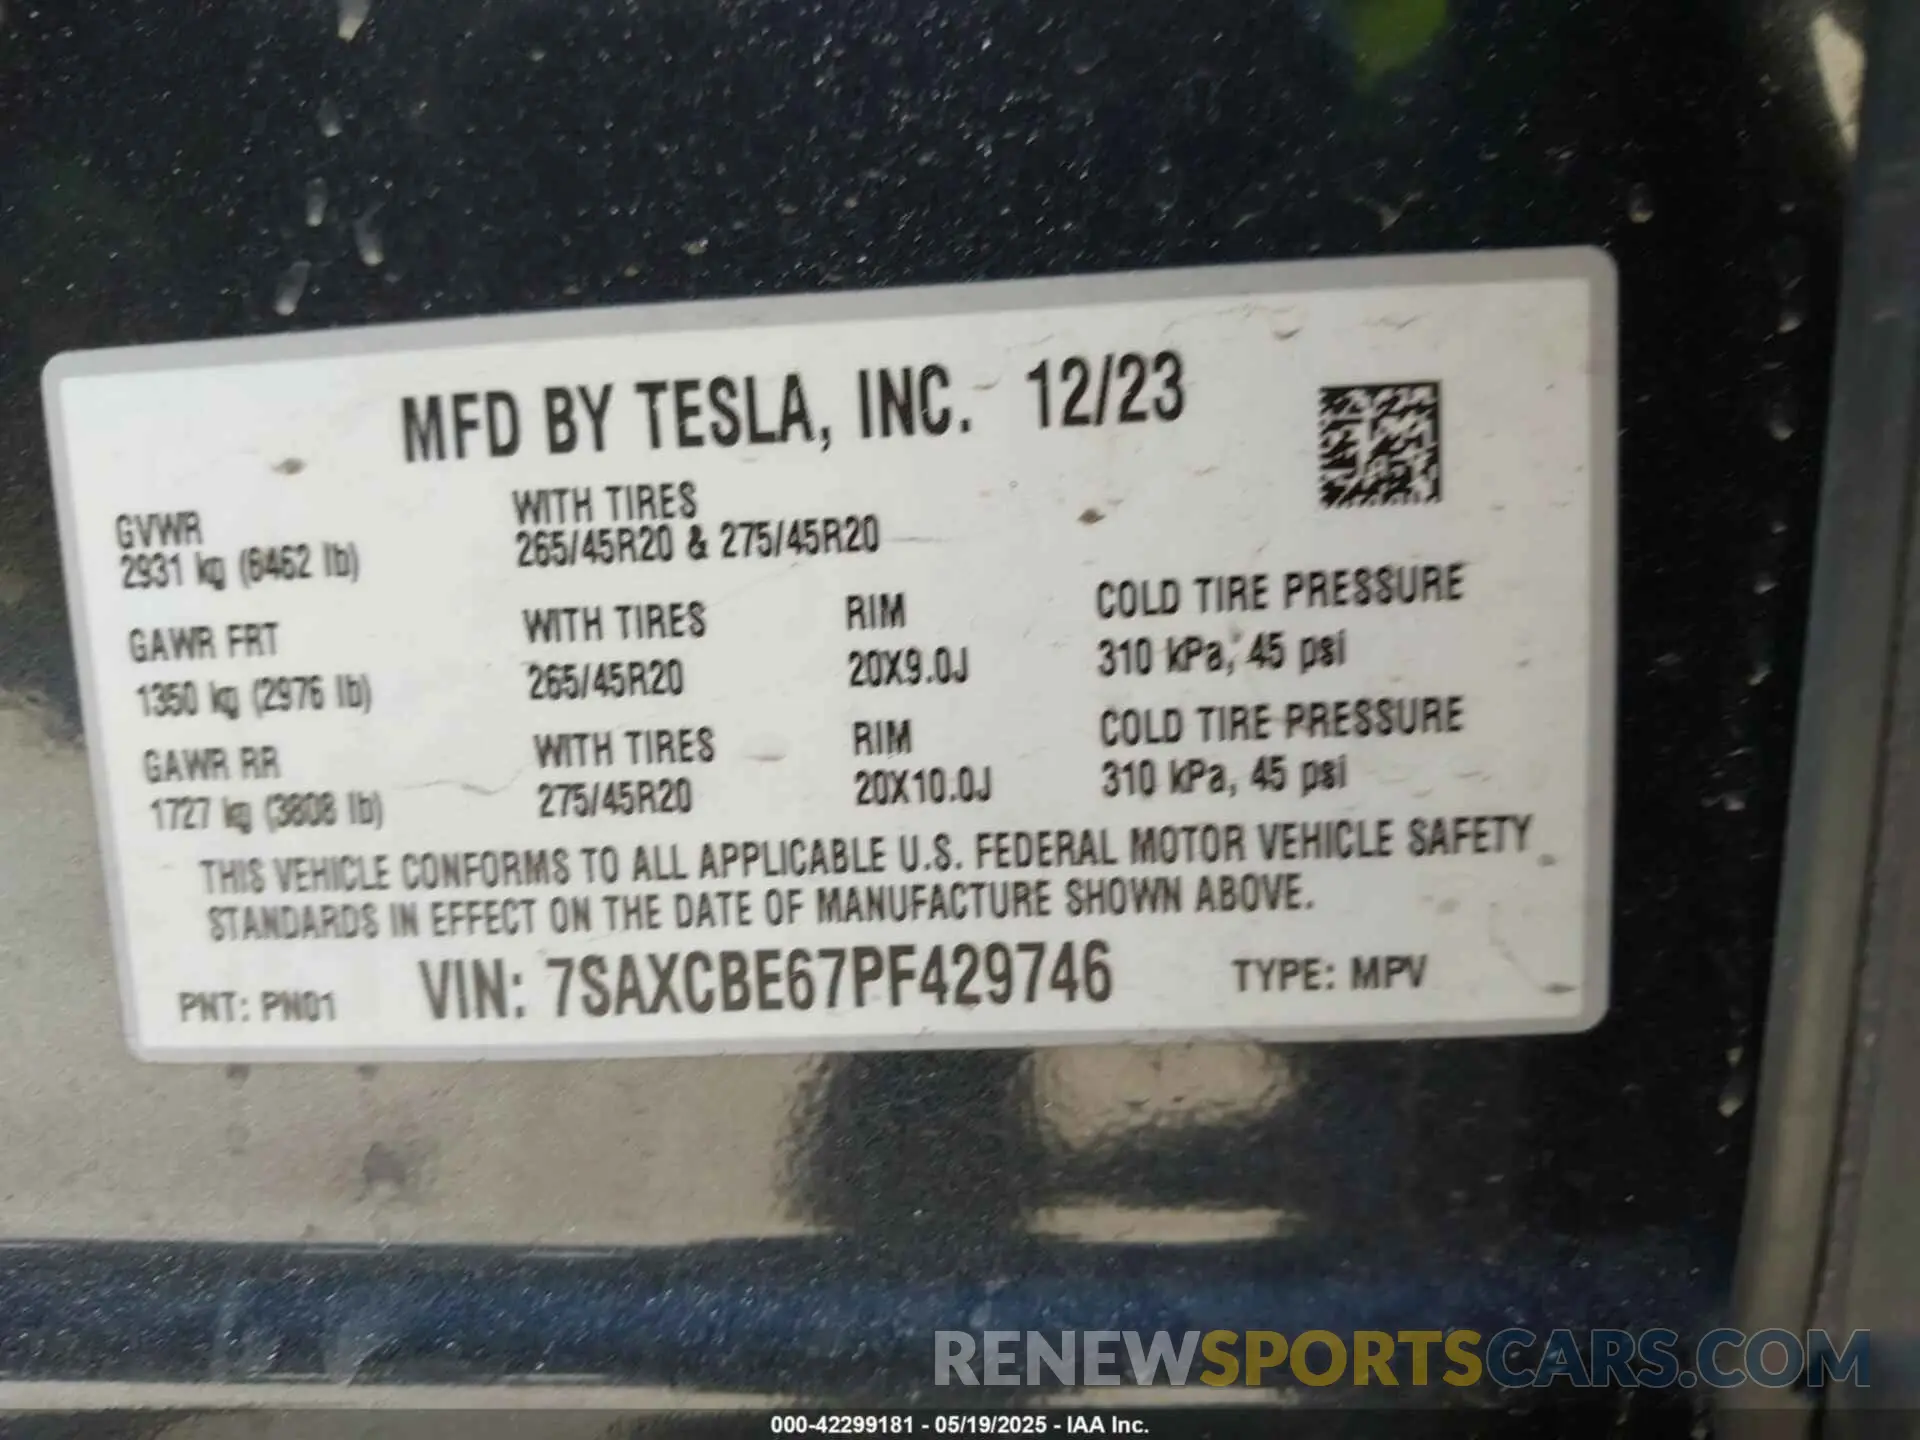 MFD BY TESLA, INC. 12/23
GVWR
2931 kg (6462 lb)
WITH TIRES
265/45R20 & 275/45R20
GAWR FRT
1350 kg (2976 lb)
WITH TIRES
265/45R20
RIM
20X9.0J
COLD TIRE PRESSURE
310 kPa, 45 psi
GAWR RR
1727 kg (3808 lb)
WITH TIRES
275/45R20
RIM
20X10.0J
COLD TIRE PRESSURE
310 kPa, 45 psi
THIS VEHICLE CONFORMS TO ALL APPLICABLE U.S. FEDERAL MOTOR VEHICLE SAFETY
STANDARDS IN EFFECT ON THE DATE OF MANUFACTURE SHOWN ABOVE.
PNT: PN01 VIN: 7SAXCBE67PF429746 TYPE: MPV
RENEWSPORTSCARS.COM
000-42299181 - 05/19/2025 - IAA Inc.